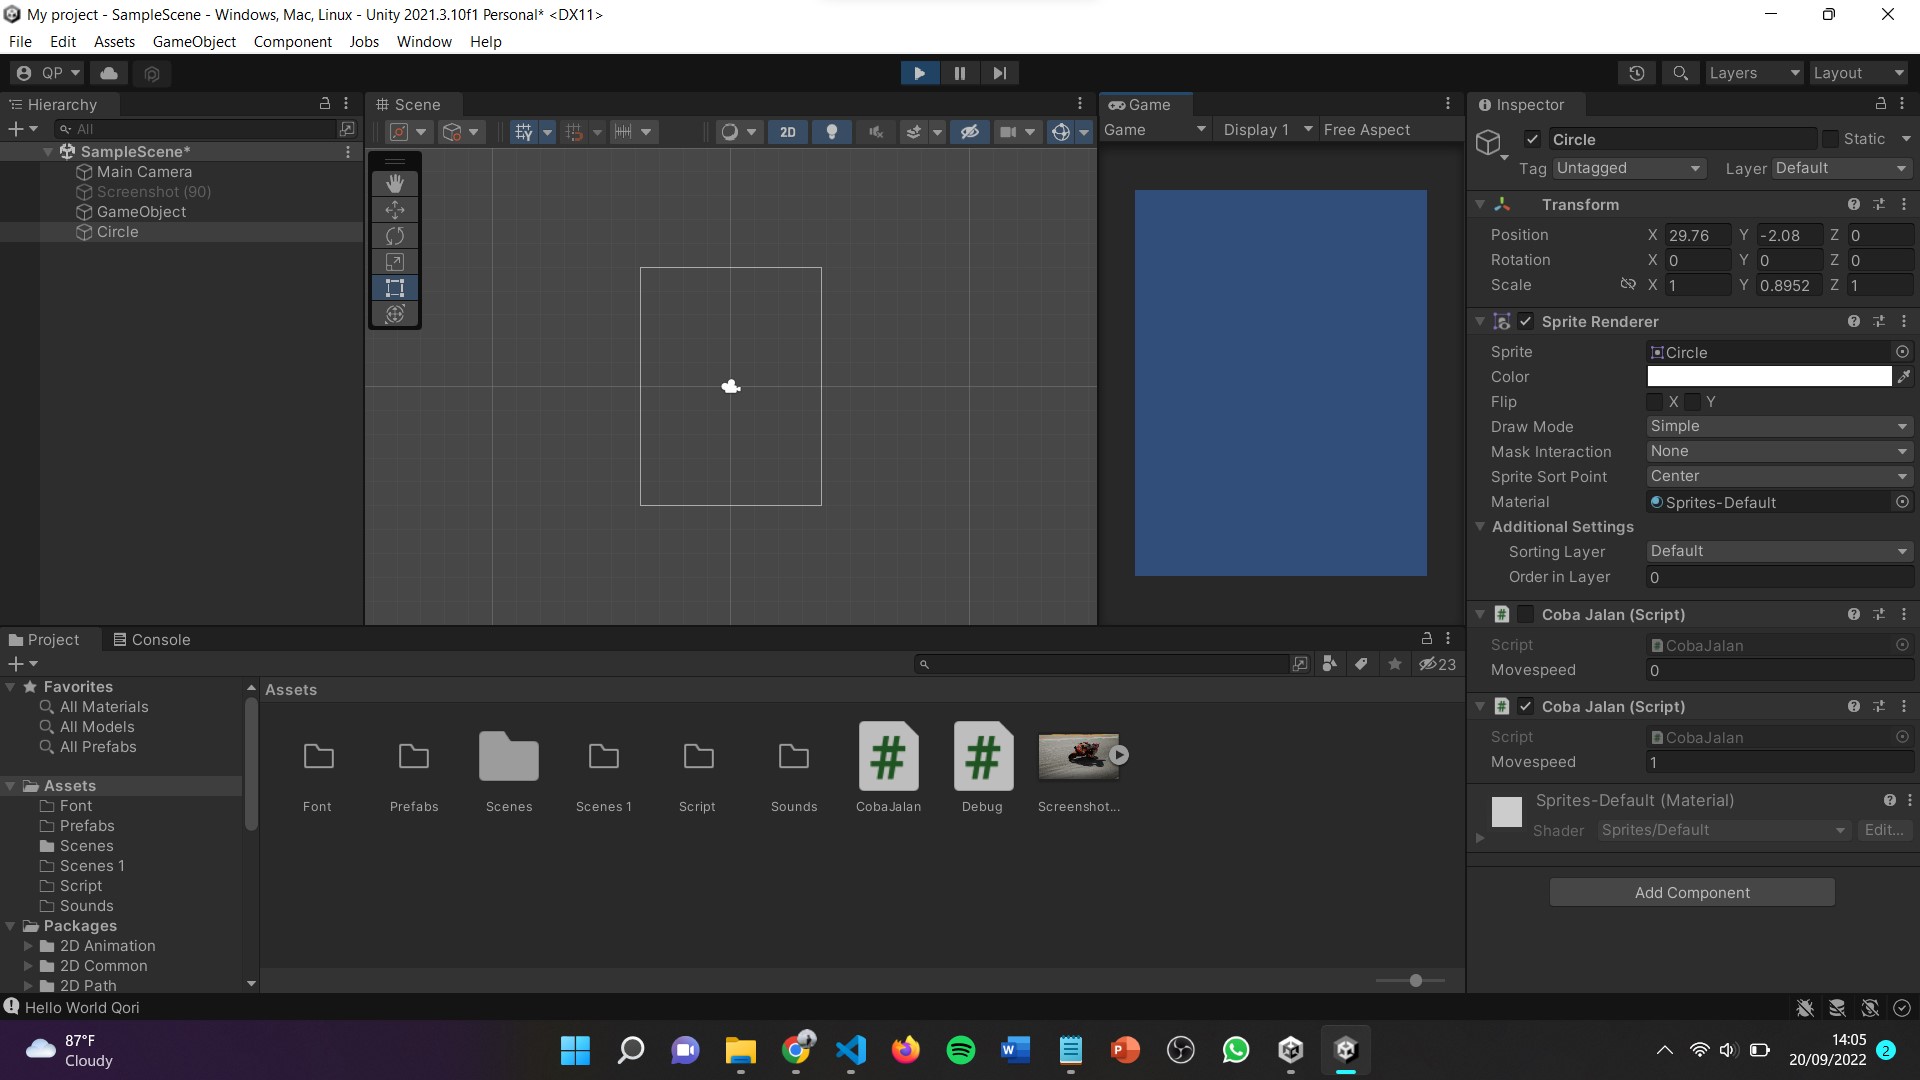 My project - SampleScene - Windows, Mac, Linux - Unity 2021.3.10f1 Personal* <DX11>
File Edit Assets GameObject Component Jobs Window Help
QP Layers Layout
Hierarchy
All
SampleScene*
Main Camera
Screenshot (90)
GameObject
Circle
Scene
2D
Game
Game Display 1 Free Aspect
Inspector
Circle Static
Tag Untagged Layer Default
Transform
Position X 29.76 Y -2.08 Z 0
Rotation X 0 Y 0 Z 0
Scale X 1 Y 0.8952 Z 1
Sprite Renderer
Sprite Circle
Color
Flip X Y
Draw Mode Simple
Mask Interaction None
Sprite Sort Point Center
Material Sprites-Default
Additional Settings
Sorting Layer Default
Order in Layer 0
# Coba Jalan (Script)
Script CobaJalan
Movespeed 0
# Coba Jalan (Script)
Script CobaJalan
Movespeed 1
Sprites-Default (Material)
Shader Sprites/Default Edit...
Add Component
Project Console
23
Favorites
All Materials
All Models
All Prefabs
Assets
Font
Prefabs
Scenes
Scenes 1
Script
Sounds
Packages
2D Animation
2D Common
2D Path
Assets
# #
Font Prefabs Scenes Scenes 1 Script Sounds CobaJalan Debug Screenshot...
Hello World Qori
87°F
Cloudy
14:05
20/09/2022
2